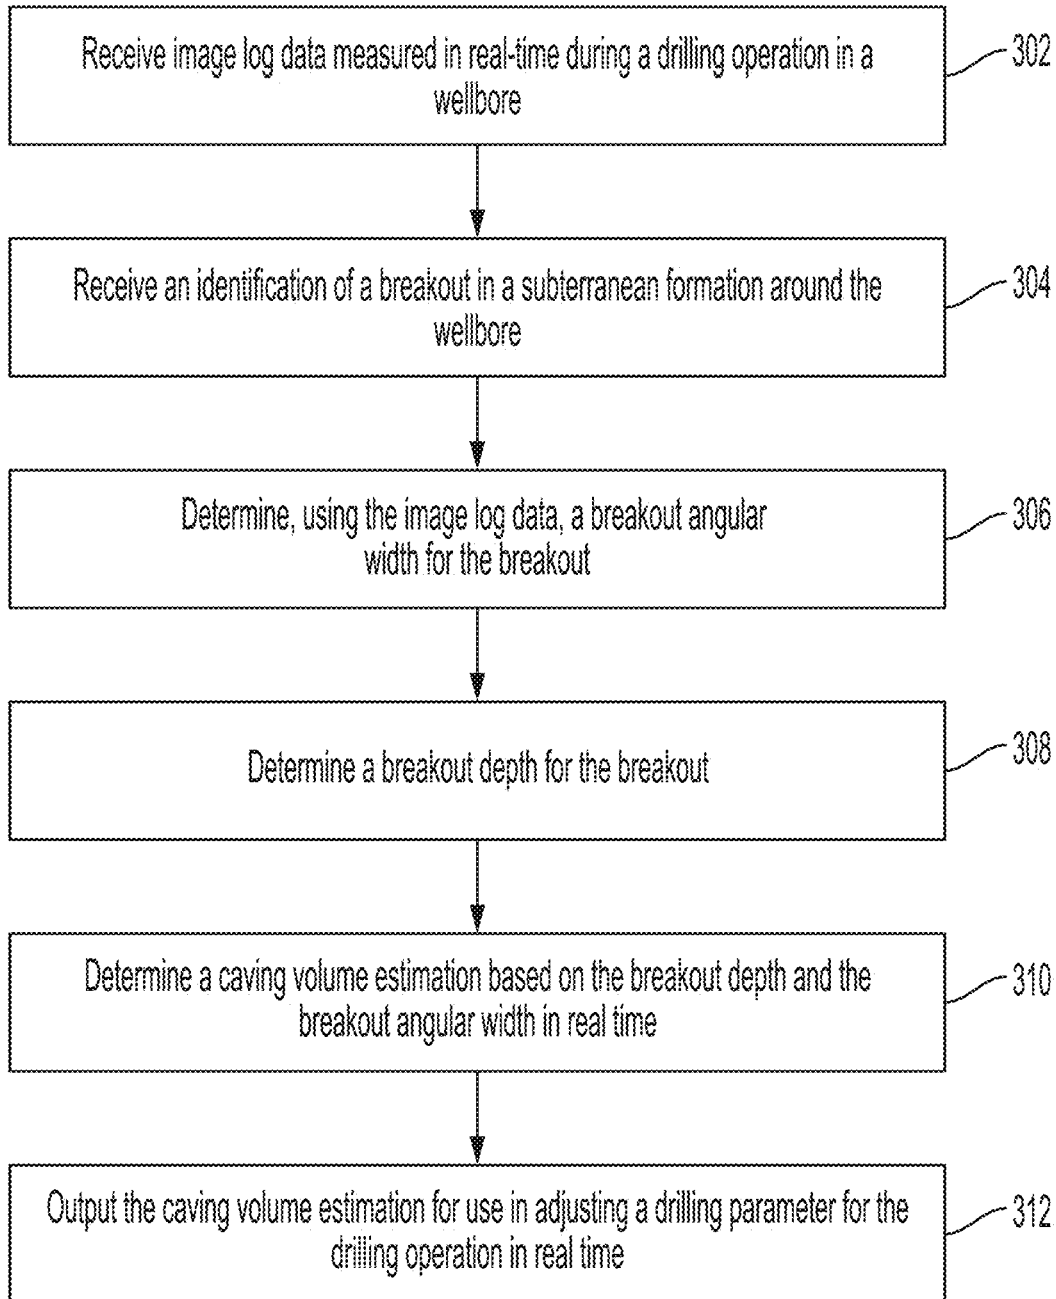 Receive image log data measured in real-time during a drilling operation in a
wellbore
302
Receive an identification of a breakout in a subterranean formation around the
wellbore
304
Determine, using the image log data, a breakout angular
width for the breakout
306
Determine a breakout depth for the breakout
308
Determine a caving volume estimation based on the breakout depth and the
breakout angular width in real time
310
Output the caving volume estimation for use in adjusting a drilling parameter for the
drilling operation in real time
312